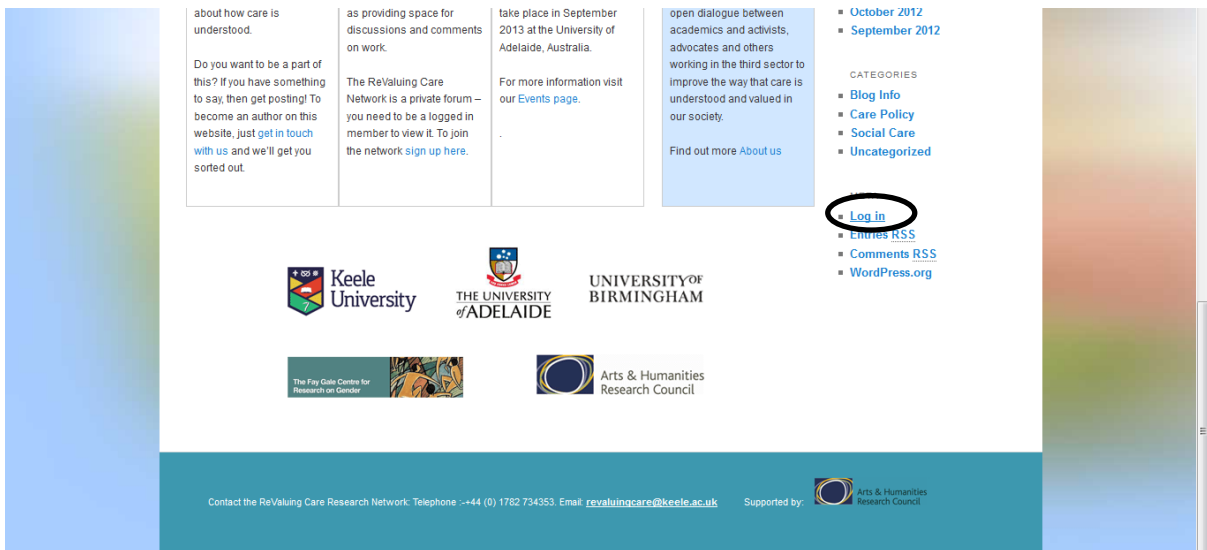 about how care is
understood.
Do you want to be a part of
this? If you have something
to say, then get posting! To
become an author on this
website, just get in touch
with us and we'll get you
sorted out.
as providing space for
discussions and comments
on work.
The ReValuing Care
Network is a private forum –
you need to be a logged in
member to view it. To join
the network sign up here.
take place in September
2013 at the University of
Adelaide, Australia.
For more information visit
our Events page.
.
open dialogue between
academics and activists,
advocates and others
working in the third sector to
improve the way that care is
understood and valued in
our society.
Find out more About us
October 2012
September 2012
CATEGORIES
Blog Info
Care Policy
Social Care
Uncategorized
Log in
Entries RSS
Comments RSS
WordPress.org
Keele
University
THE UNIVERSITY
of ADELAIDE
UNIVERSITY OF
BIRMINGHAM
The Fay Gale Centre for
Research on Gender
Arts & Humanities
Research Council
Contact the ReValuing Care Research Network: Telephone :-+44 (0) 1782 734353. Email: revaluingcare@keele.ac.uk Supported by:
Arts & Humanities
Research Council